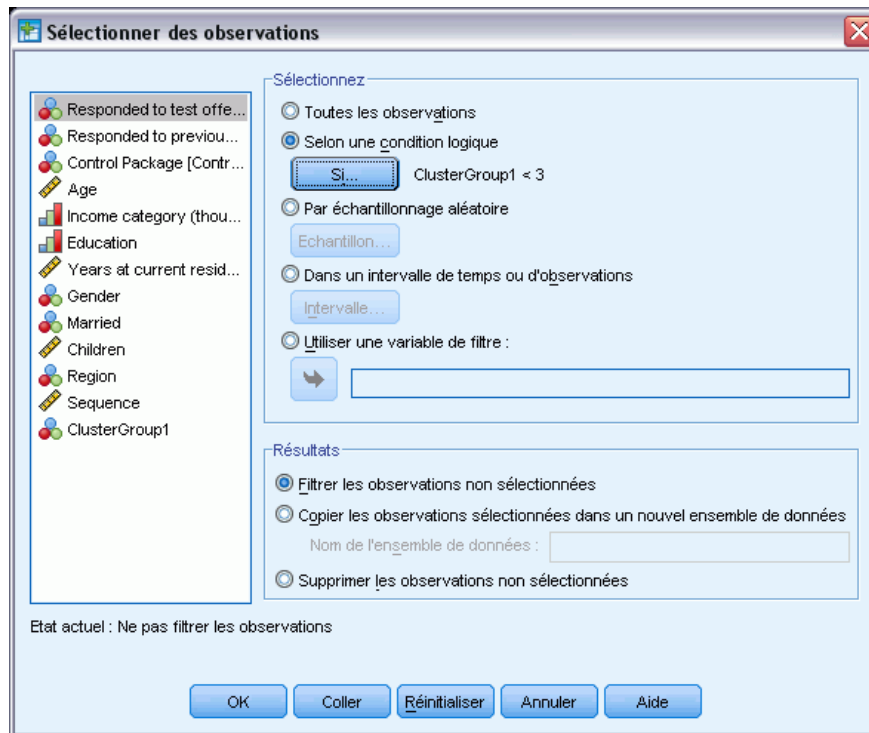 Sélectionner des observations
Responded to test offe...
Responded to previou...
Control Package [Contr...
Age
Income category (thou...
Education
Years at current resid...
Gender
Married
Children
Region
Sequence
ClusterGroup1
Sélectionnez
Toutes les observations
Selon une condition logique
Si... ClusterGroup1 < 3
Par échantillonnage aléatoire
Echantillon...
Dans un intervalle de temps ou d'observations
Intervalle...
Utiliser une variable de filtre :
Résultats
Filtrer les observations non sélectionnées
Copier les observations sélectionnées dans un nouvel ensemble de données
Nom de l'ensemble de données :
Supprimer les observations non sélectionnées
Etat actuel : Ne pas filtrer les observations
OK Coller Réinitialiser Annuler Aide